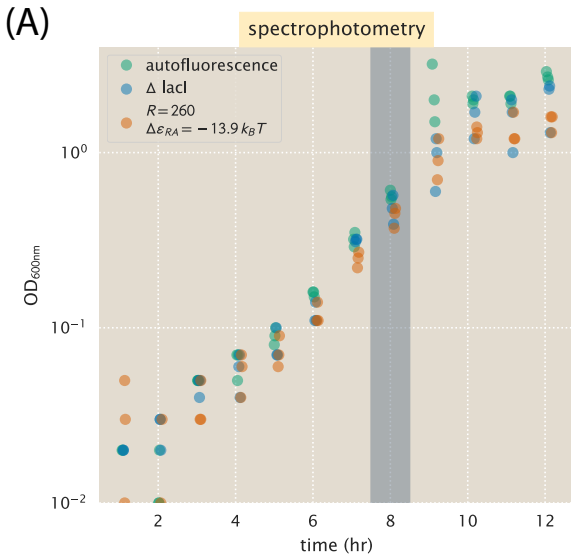 (A)
spectrophotometry
autofluorescence
Δ lacI
R = 260
Δε_RA = −13.9 k_BT
OD_600nm
10^0
10^−1
10^−2
2 4 6 8 10 12
time (hr)